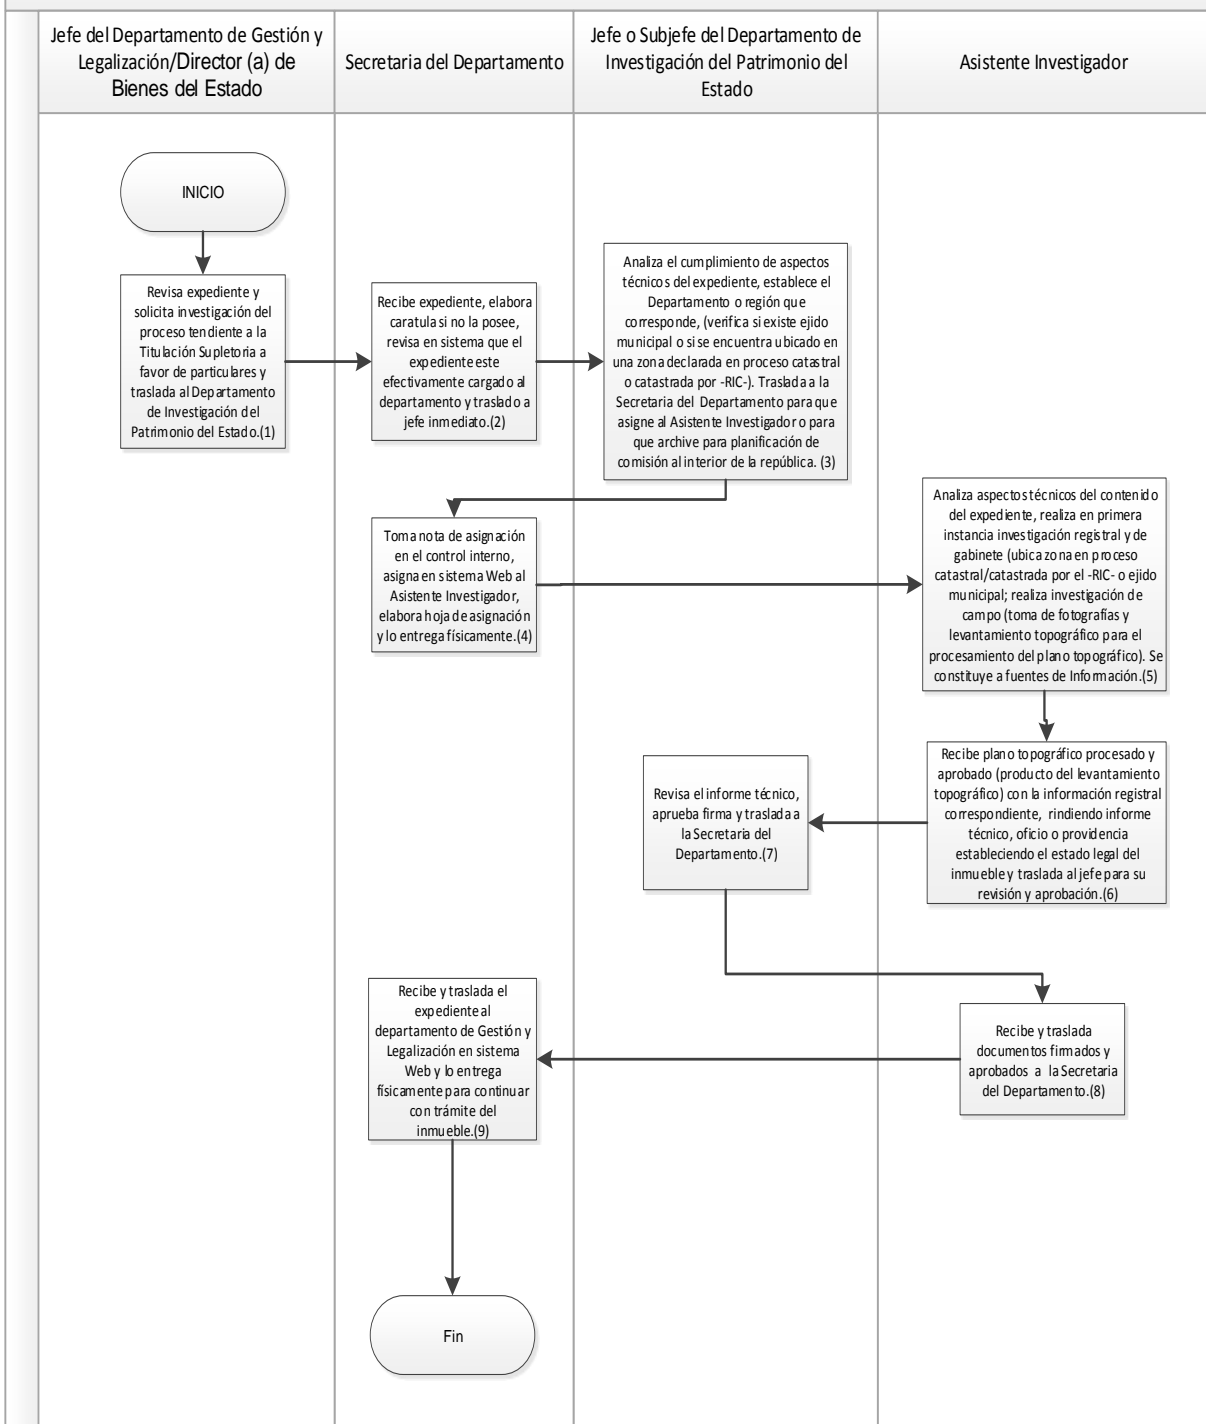 Jefe del Departamento de Gestión y
Legalización/Director (a) de
Bienes del Estado
Secretaria del Departamento
Jefe o Subjefe del Departamento de
Investigación del Patrimonio del
Estado
Asistente Investigador
INICIO
Revisa expediente y
solicita investigación del
proceso tendiente a la
Titulación Supletoria a
favor de particulares y
traslada al Departamento
de Investigación del
Patrimonio del Estado.(1)
Recibe expediente, elabora
caratula si no la posee,
revisa en sistema que el
expediente este
efectivamente cargado al
departamento y traslado a
jefe inmediato.(2)
Analiza el cumplimiento de aspectos
técnicos del expediente, establece el
Departamento o región que
corresponde, (verifica si existe ejido
municipal o si se encuentra ubicado en
una zona declarada en proceso catastral
o catastrada por -RIC-). Traslada a la
Secretaria del Departamento para que
asigne al Asistente Investigador o para
que archive para planificación de
comisión al interior de la república. (3)
Toma nota de asignación
en el control interno,
asigna en sistema Web al
Asistente Investigador,
elabora hoja de asignación
y lo entrega físicamente.(4)
Analiza aspectos técnicos del contenido
del expediente, realiza en primera
instancia investigación registral y de
gabinete (ubica zona en proceso
catastral/catastrada por el -RIC- o ejido
municipal; realiza investigación de
campo (toma de fotografías y
levantamiento topográfico para el
procesamiento del plano topográfico). Se
constituye a fuentes de Información.(5)
Recibe plano topográfico procesado y
aprobado (producto del levantamiento
topográfico) con la información registral
correspondiente, rindiendo informe
técnico, oficio o providencia
estableciendo el estado legal del
inmueble y traslada al jefe para su
revisión y aprobación.(6)
Revisa el informe técnico,
aprueba firma y traslada a
la Secretaria del
Departamento.(7)
Recibe y traslada
documentos firmados y
aprobados a la Secretaria
del Departamento.(8)
Recibe y traslada el
expediente al
departamento de Gestión y
Legalización en sistema
Web y lo entrega
físicamente para continuar
con trámite del
inmueble.(9)
Fin